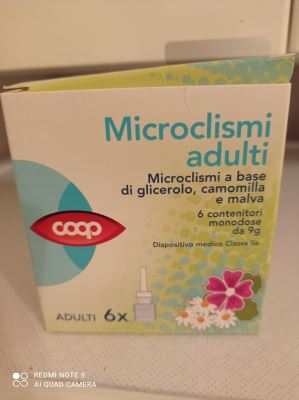 Microclismi
adulti
Microclismi a base
di glicerolo, camomilla
e malva
6 contenitori
monodose
da 9g
Dispositivo medico Classe IIa
coop
ADULTI 6x
REDMI NOTE 9
AI QUAD CAMERA